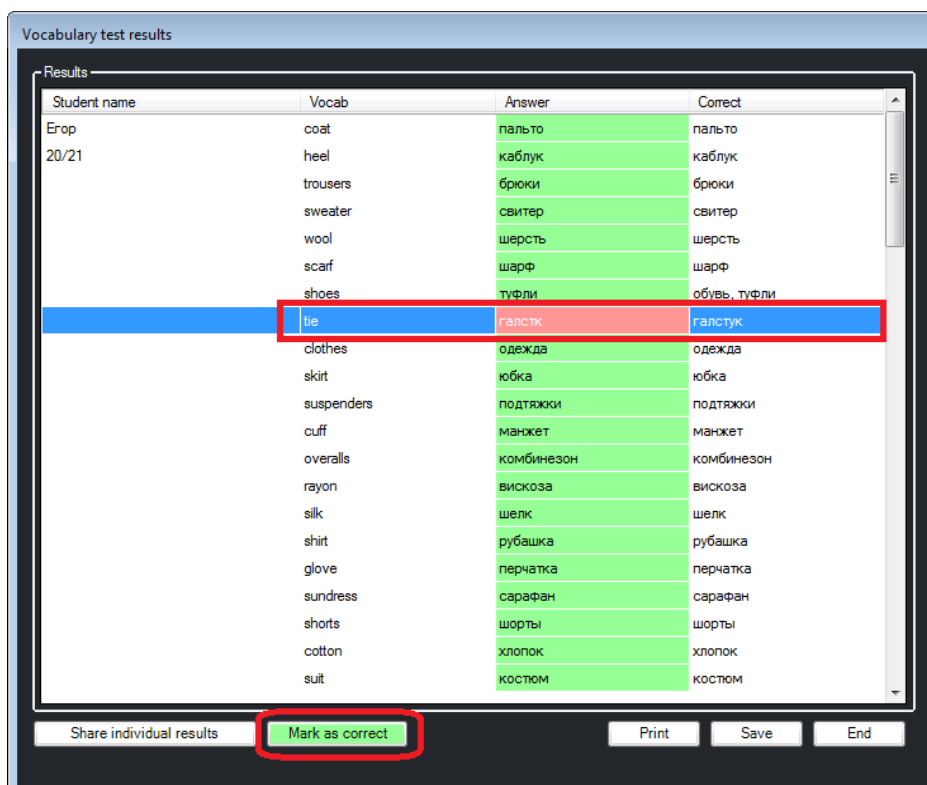 Vocabulary test results
Results
Student name Vocab Answer Correct
Егор coat пальто пальто
20/21 heel каблук каблук
trousers брюки брюки
sweater свитер свитер
wool шерсть шерсть
scarf шарф шарф
shoes туфли обувь, туфли
tie галстк галстук
clothes одежда одежда
skirt юбка юбка
suspenders подтяжки подтяжки
cuff манжет манжет
overalls комбинезон комбинезон
rayon вискоза вискоза
silk шелк шелк
shirt рубашка рубашка
glove перчатка перчатка
sundress сарафан сарафан
shorts шорты шорты
cotton хлопок хлопок
suit костюм костюм
Share individual results Mark as correct Print Save End